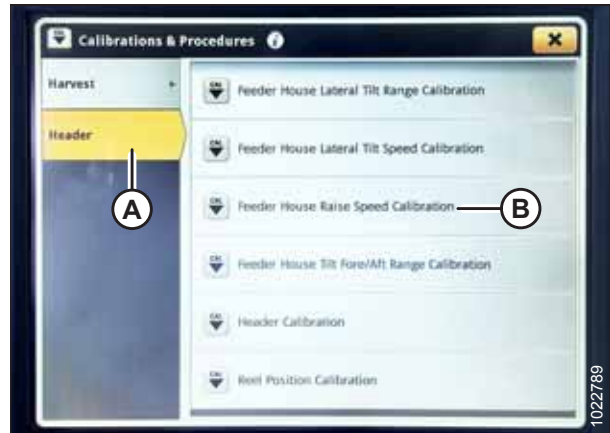 Calibrations & Procedures
Harvest
Header
Feeder House Lateral Tilt Range Calibration
Feeder House Lateral Tilt Speed Calibration
Feeder House Raise Speed Calibration
Feeder House Tilt Fore/Aft Range Calibration
Header Calibration
Reel Position Calibration
A
B
1022789